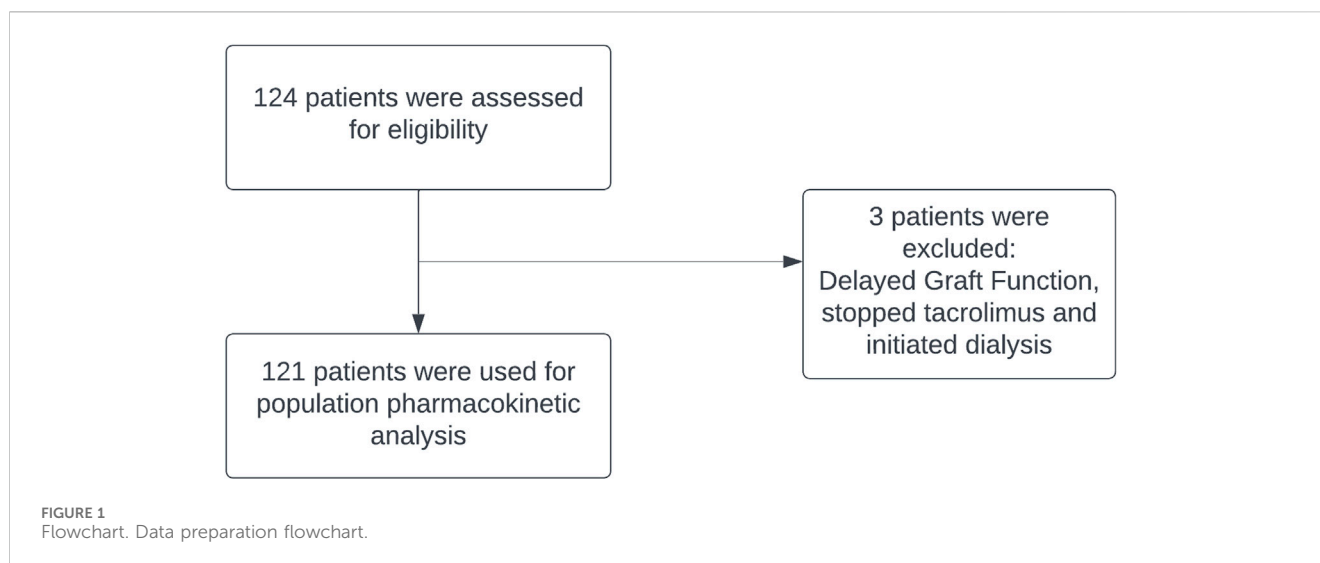 124 patients were assessed
for eligibility
3 patients were
excluded:
Delayed Graft Function,
stopped tacrolimus and
initiated dialysis
121 patients were used for
population pharmacokinetic
analysis
FIGURE 1
Flowchart. Data preparation flowchart.